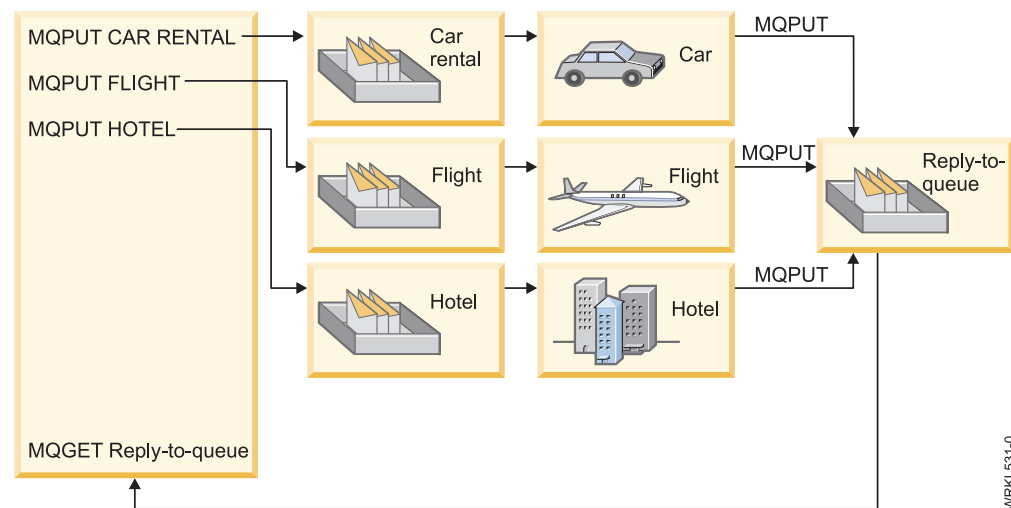 MQPUT CAR RENTAL
MQPUT FLIGHT
MQPUT HOTEL
MQGET Reply-to-queue
Car
rental
Flight
Hotel
Car
Flight
Hotel
MQPUT
MQPUT
MQPUT
Reply-to-
queue